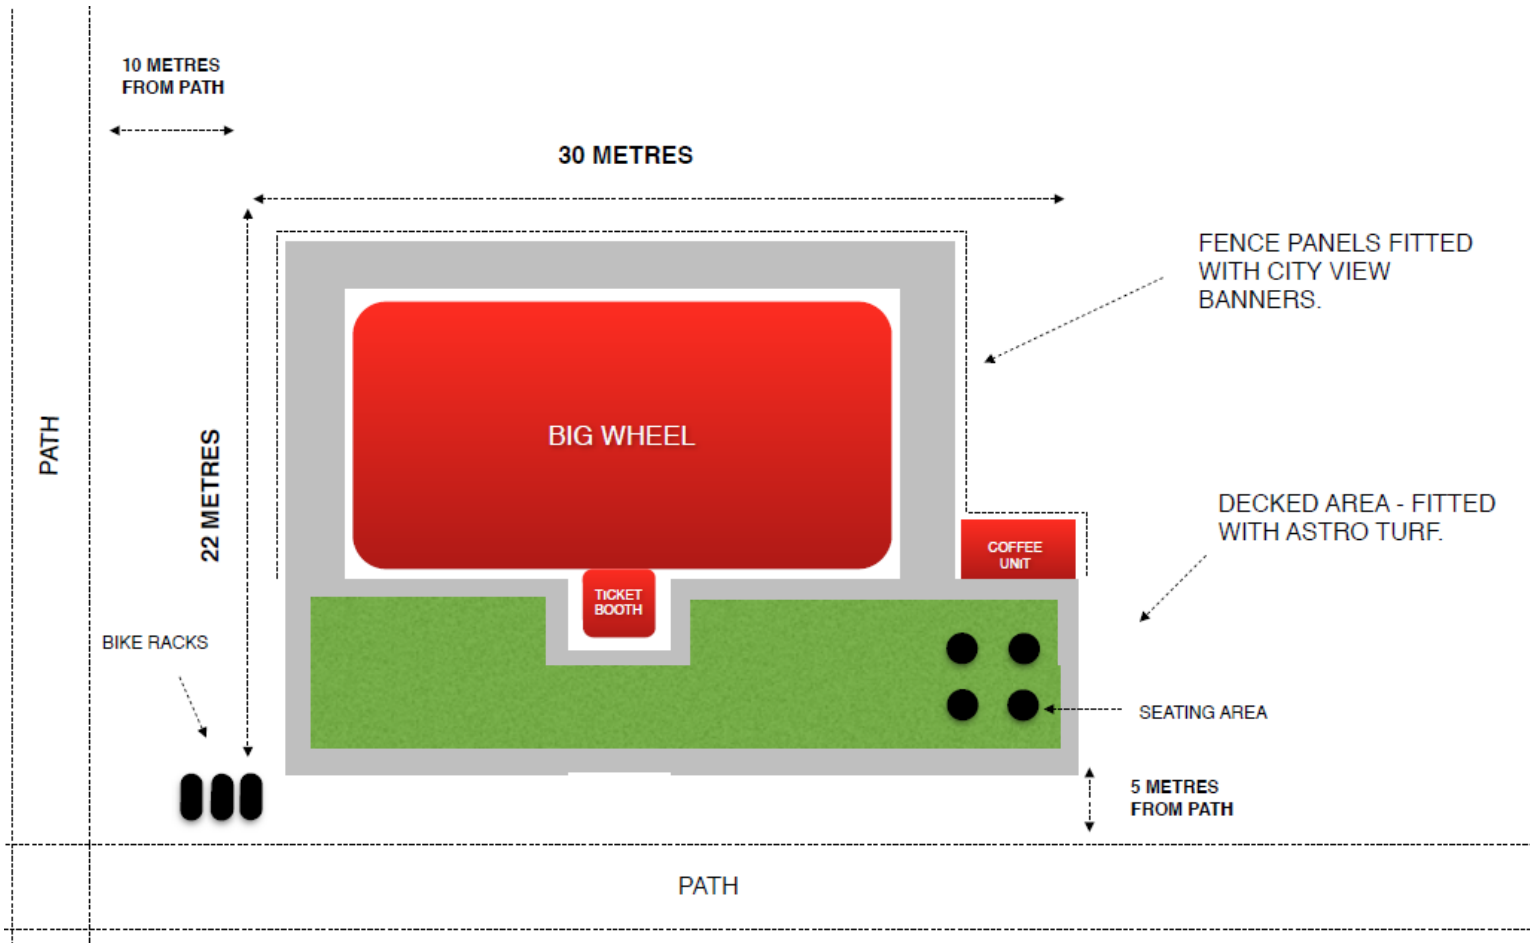 10 METRES
FROM PATH
30 METRES
FENCE PANELS FITTED
WITH CITY VIEW
BANNERS.
BIG WHEEL
PATH
22 METRES
DECKED AREA - FITTED
WITH ASTRO TURF.
COFFEE
UNIT
TICKET
BOOTH
BIKE RACKS
SEATING AREA
5 METRES
FROM PATH
PATH